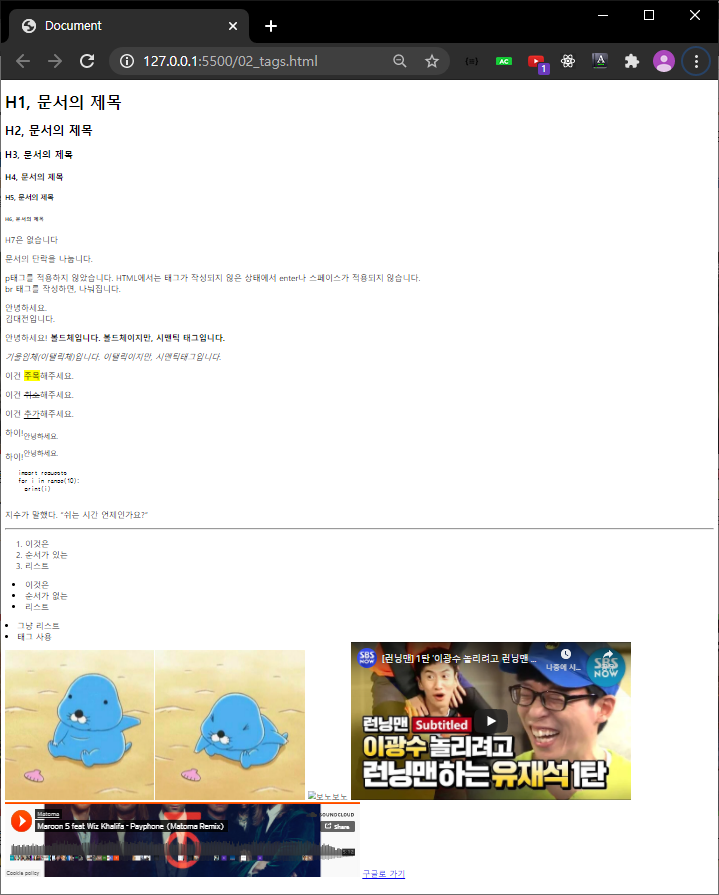 Document
127.0.0.1:5500/02_tags.html
AC
1
A
H1, 문서의 제목
H2, 문서의 제목
H3, 문서의 제목
H4, 문서의 제목
H5, 문서의 제목
H6, 문서의 제목
H7은 없습니다
문서의 단락을 나눕니다.
p태그를 적용하지 않았습니다. HTML에서는 태그가 작성되지 않은 상태에서 enter나 스페이스가 적용되지 않습니다.
br 태그를 작성하면, 나눠집니다.
안녕하세요.
김대전입니다.
안녕하세요! 볼드체입니다. 볼드체이지만, 시맨틱 태그입니다.
기울임체(이탤릭체)입니다. 이탤릭이지만, 시맨틱태그입니다.
이건 주목해주세요.
이건 취소해주세요.
이건 추가해주세요.
하이!안녕하세요.
하이!안녕하세요.
import requests
for i in range(10):
print(i)
지수가 말했다. "쉬는 시간 언제인가요?"
1. 이것은
2. 순서가 있는
3. 리스트
• 이것은
• 순서가 없는
• 리스트
• 그냥 리스트
• 태그 사용
보노보노
SBS NOW
[런닝맨] 1탄 '이광수 놀리려고 런닝맨 ...
나중에 시...
SBS NOW
런닝맨 Subtitled
이광수 놀리려고
런닝맨하는 유재석 1탄
Matoma
Maroon 5 feat Wiz Khalifa - Payphone (Matoma Remix)
SOUNDCLOUD
Share
Cookie policy
구글로 가기